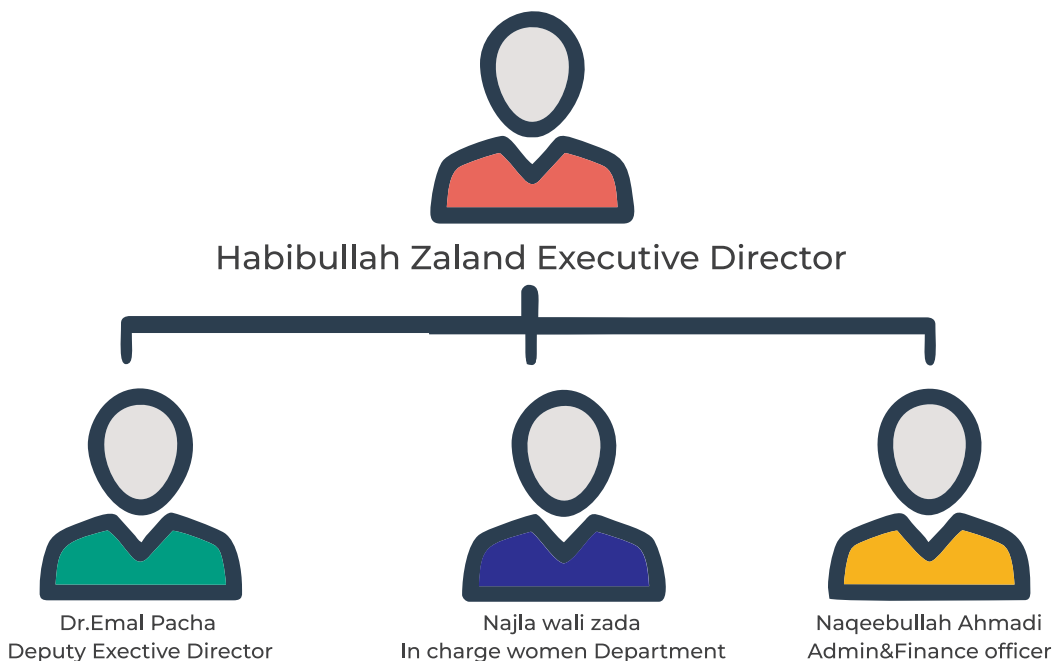 Habibullah Zaland Executive Director
Dr.Emal Pacha
Deputy Exective Director
Najla wali zada
In charge women Department
Naqeebullah Ahmadi
Admin&Finance officer